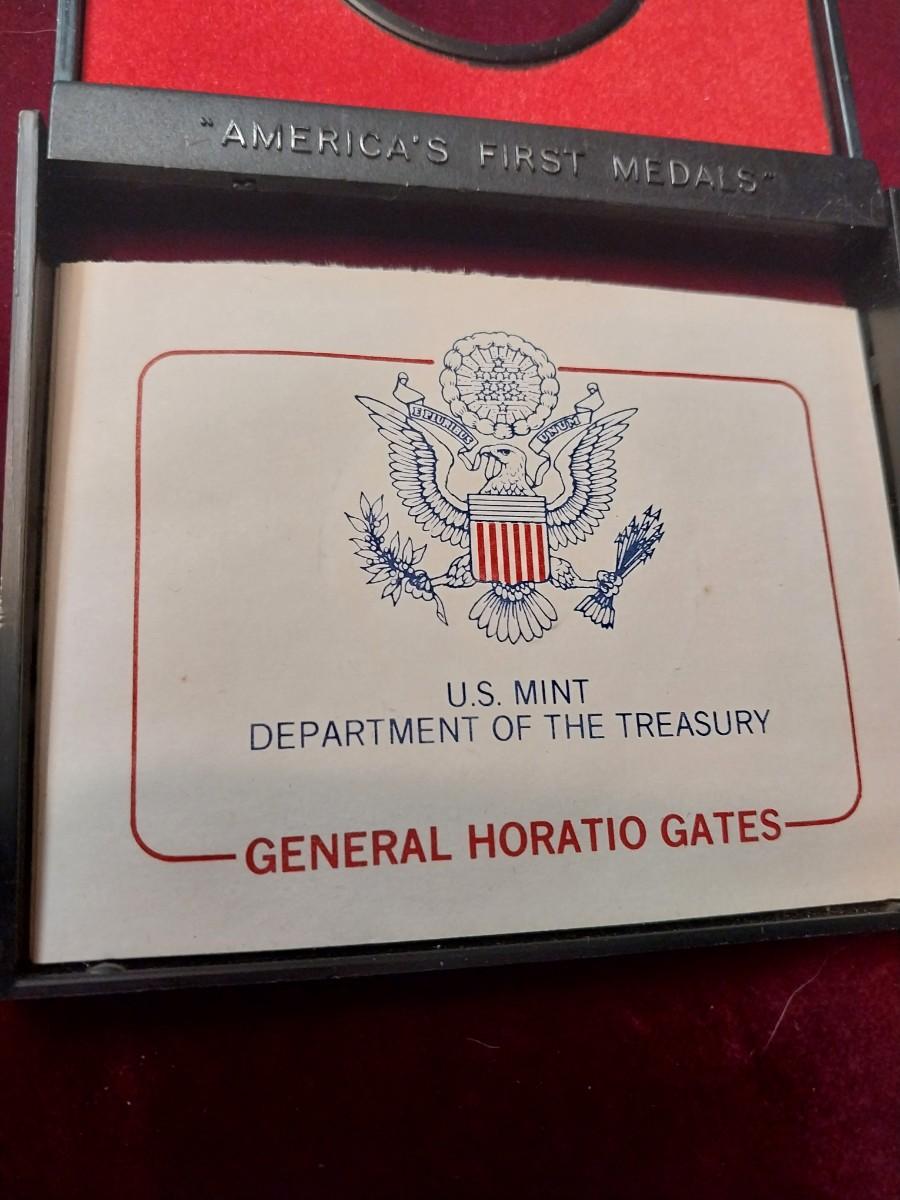 "AMERICA'S FIRST MEDALS"
E PLURIBUS UNUM
U.S. MINT
DEPARTMENT OF THE TREASURY
GENERAL HORATIO GATES